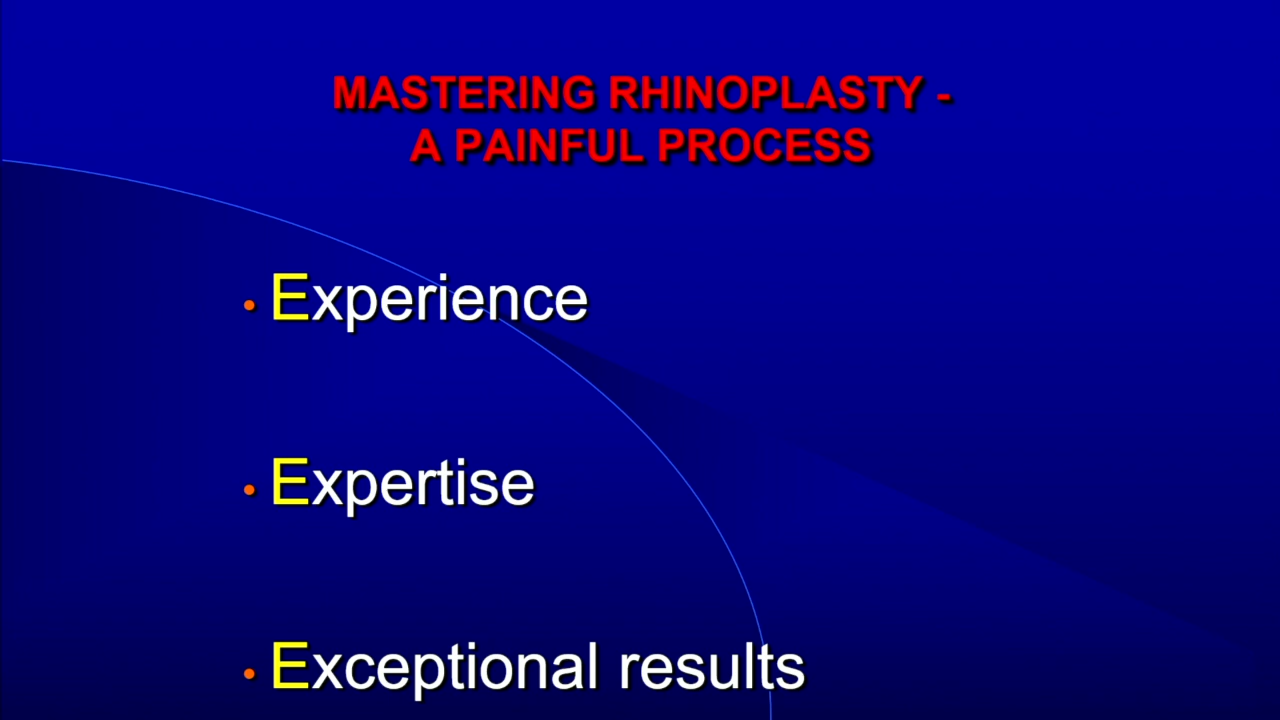 MASTERING RHINOPLASTY -
A PAINFUL PROCESS
• Experience
• Expertise
• Exceptional results